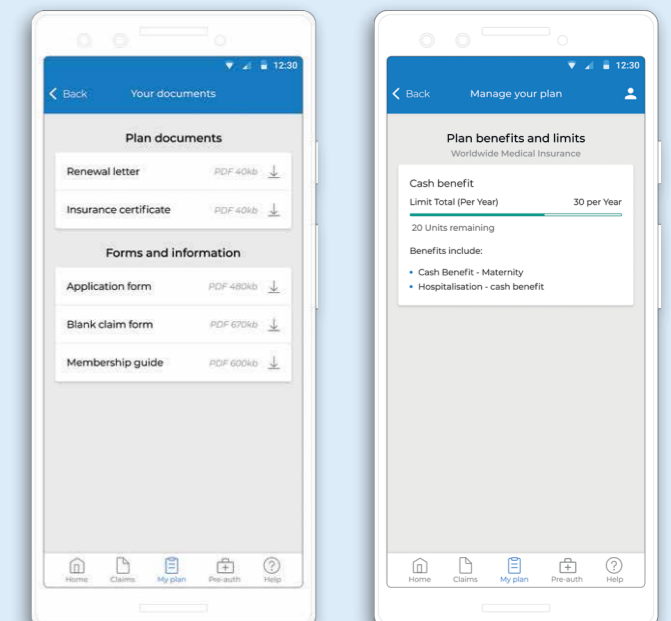 12:30
Back Your documents
Plan documents
Renewal letter PDF 40kb
Insurance certificate PDF 40kb
Forms and information
Application form PDF 480kb
Blank claim form PDF 670kb
Membership guide PDF 600kb
Home Claims My plan Pre-auth Help
12:30
Back Manage your plan
Plan benefits and limits
Worldwide Medical Insurance
Cash benefit
Limit Total (Per Year) 30 per Year
20 Units remaining
Benefits include:
• Cash Benefit - Maternity
• Hospitalisation - cash benefit
Home Claims My plan Pre-auth Help